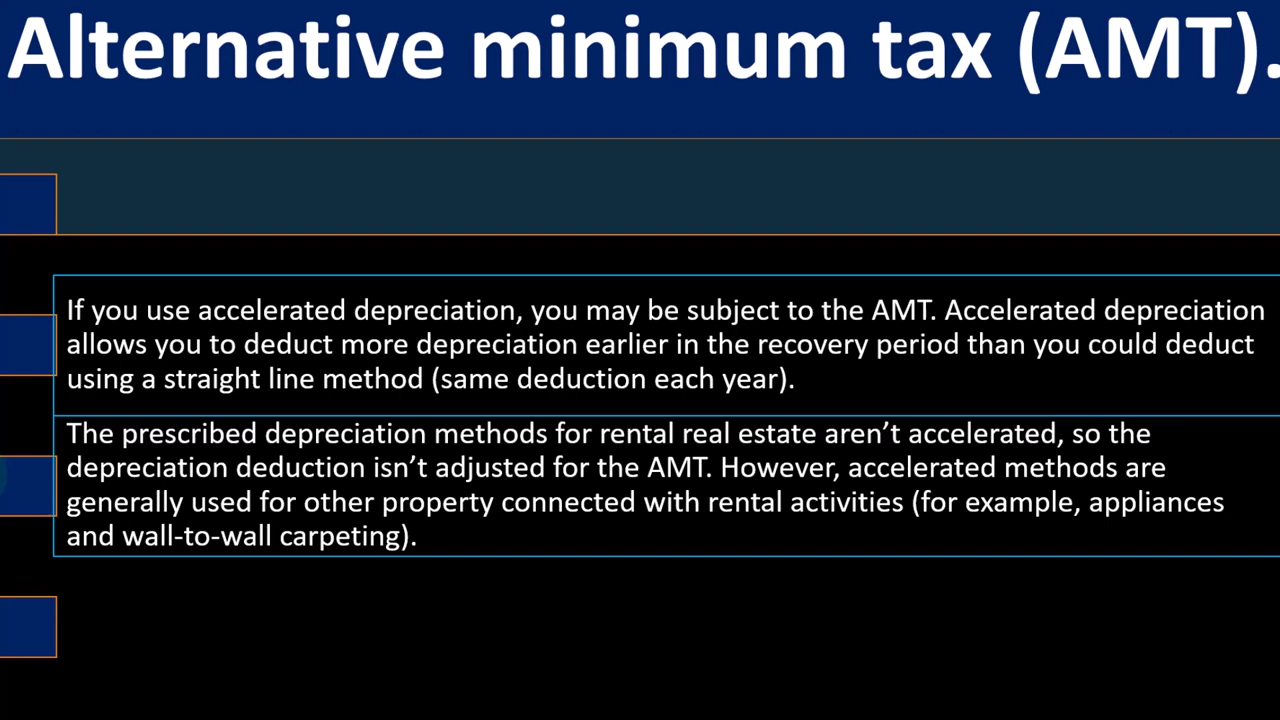 Alternative minimum tax (AMT).
If you use accelerated depreciation, you may be subject to the AMT. Accelerated depreciation
allows you to deduct more depreciation earlier in the recovery period than you could deduct
using a straight line method (same deduction each year).
The prescribed depreciation methods for rental real estate aren’t accelerated, so the
depreciation deduction isn’t adjusted for the AMT. However, accelerated methods are
generally used for other property connected with rental activities (for example, appliances
and wall-to-wall carpeting).